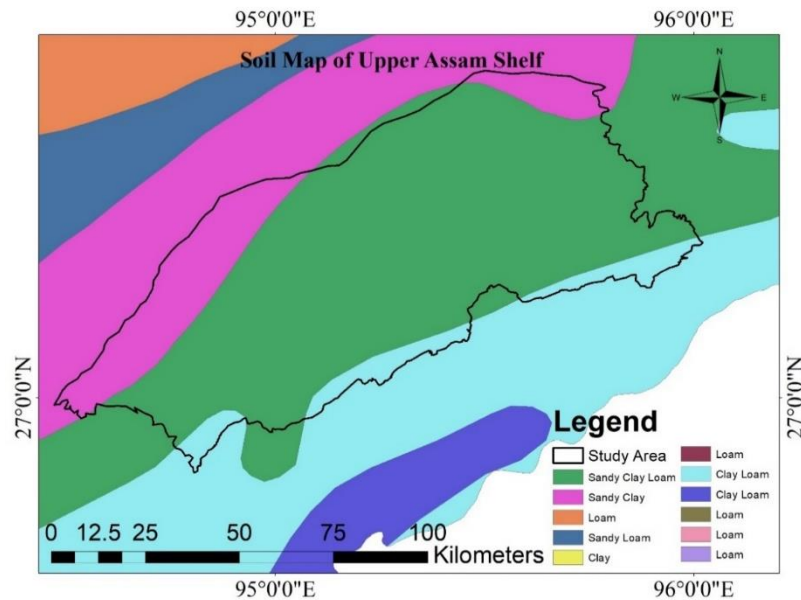 95°0'0"E 96°0'0"E
Soil Map of Upper Assam Shelf
N
W E
S
27°0'0"N 27°0'0"N
Legend
Study Area
Sandy Clay Loam
Sandy Clay
Loam
Sandy Loam
Clay
Loam
Clay Loam
Clay Loam
Loam
Loam
Loam
0 12.5 25 50 75 100
Kilometers
95°0'0"E 96°0'0"E